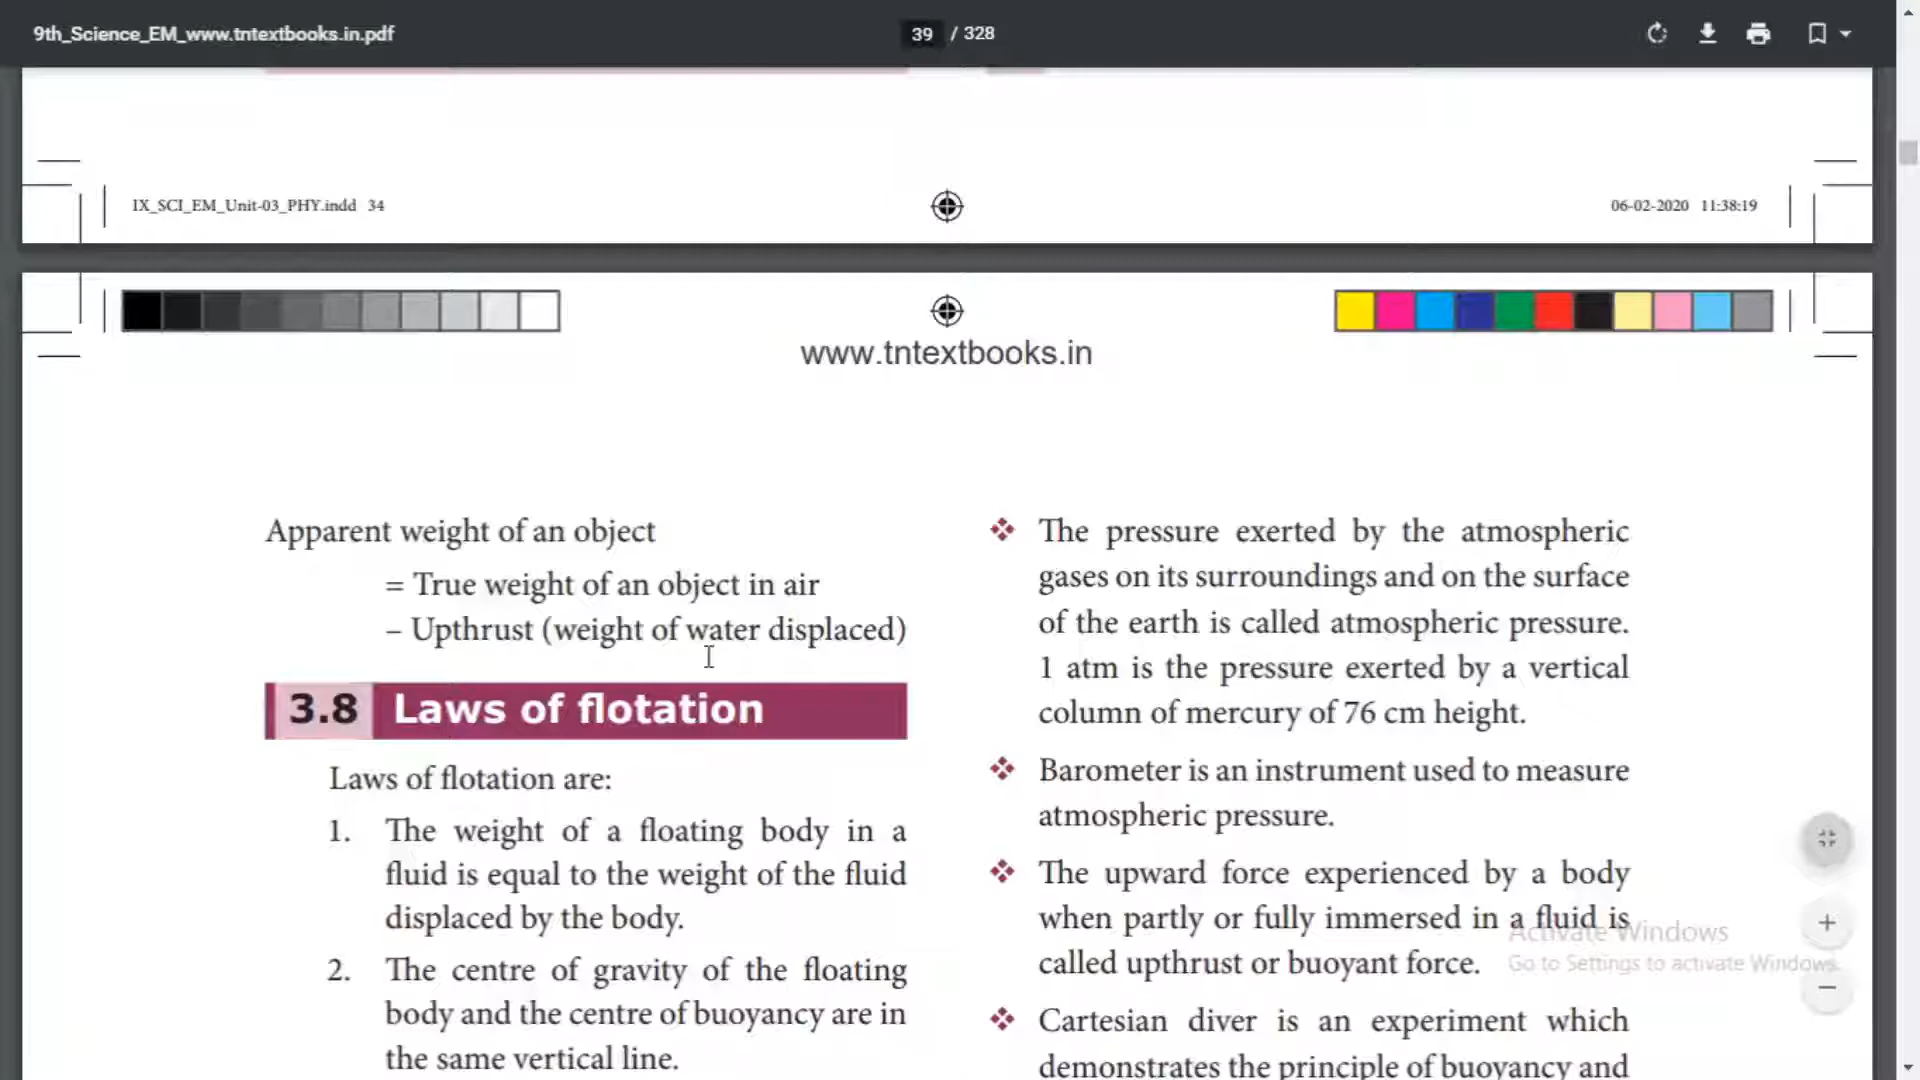 9th_Science_EM_www.tntextbooks.in.pdf
39 / 328
IX_SCI_EM_Unit-03_PHY.indd 34
06-02-2020 11:38:19
www.tntextbooks.in
Apparent weight of an object
= True weight of an object in air
– Upthrust (weight of water displaced)
3.8 Laws of flotation
Laws of flotation are:
1. The weight of a floating body in a
fluid is equal to the weight of the fluid
displaced by the body.
2. The centre of gravity of the floating
body and the centre of buoyancy are in
the same vertical line.
❖ The pressure exerted by the atmospheric
gases on its surroundings and on the surface
of the earth is called atmospheric pressure.
1 atm is the pressure exerted by a vertical
column of mercury of 76 cm height.
❖ Barometer is an instrument used to measure
atmospheric pressure.
❖ The upward force experienced by a body
when partly or fully immersed in a fluid is
called upthrust or buoyant force.
❖ Cartesian diver is an experiment which
demonstrates the principle of buoyancy and
Activate Windows
Go to Settings to activate Windows.